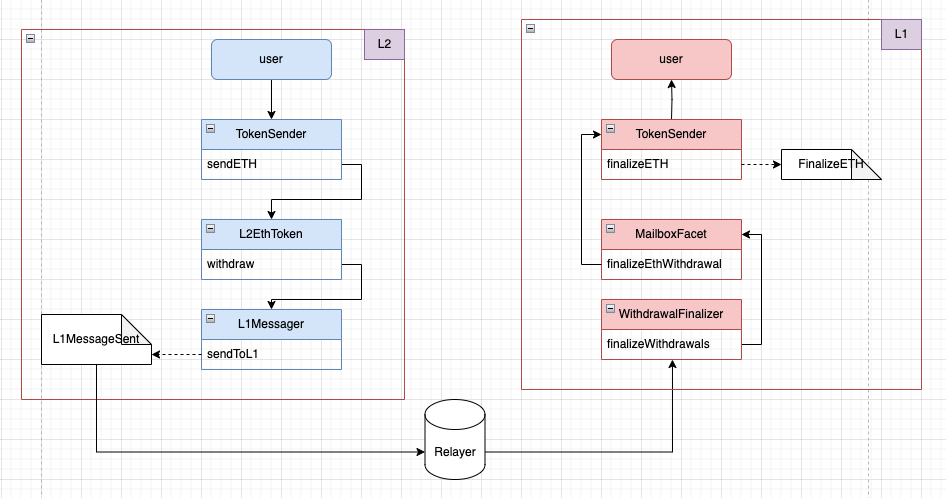 L2
user
TokenSender
sendETH
L2EthToken
withdraw
L1Messager
sendToL1
L1MessageSent
Relayer
L1
user
TokenSender
finalizeETH
FinalizeETH
MailboxFacet
finalizeEthWithdrawal
WithdrawalFinalizer
finalizeWithdrawals